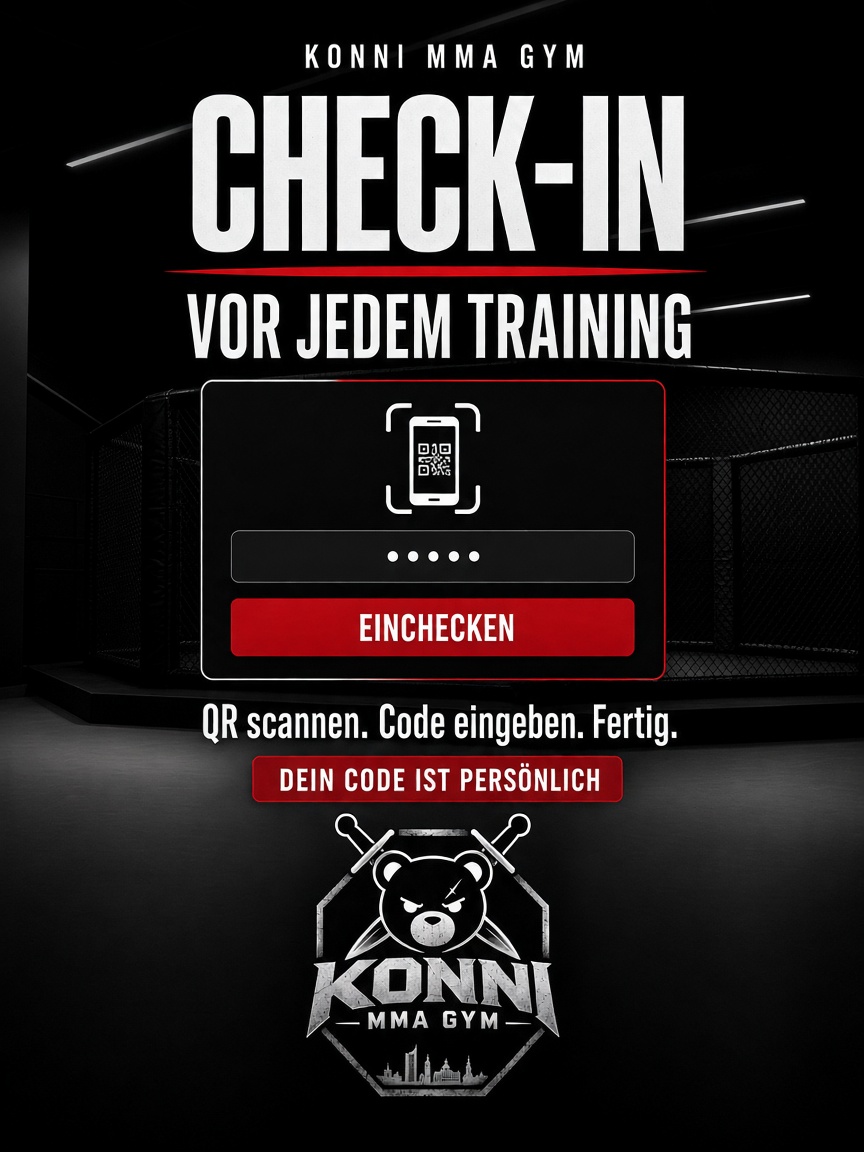 KONNI MMA GYM
CHECK-IN
VOR JEDEM TRAINING
EINCHECKEN
QR scannen. Code eingeben. Fertig.
DEIN CODE IST PERSÖNLICH
KONNI
MMA GYM